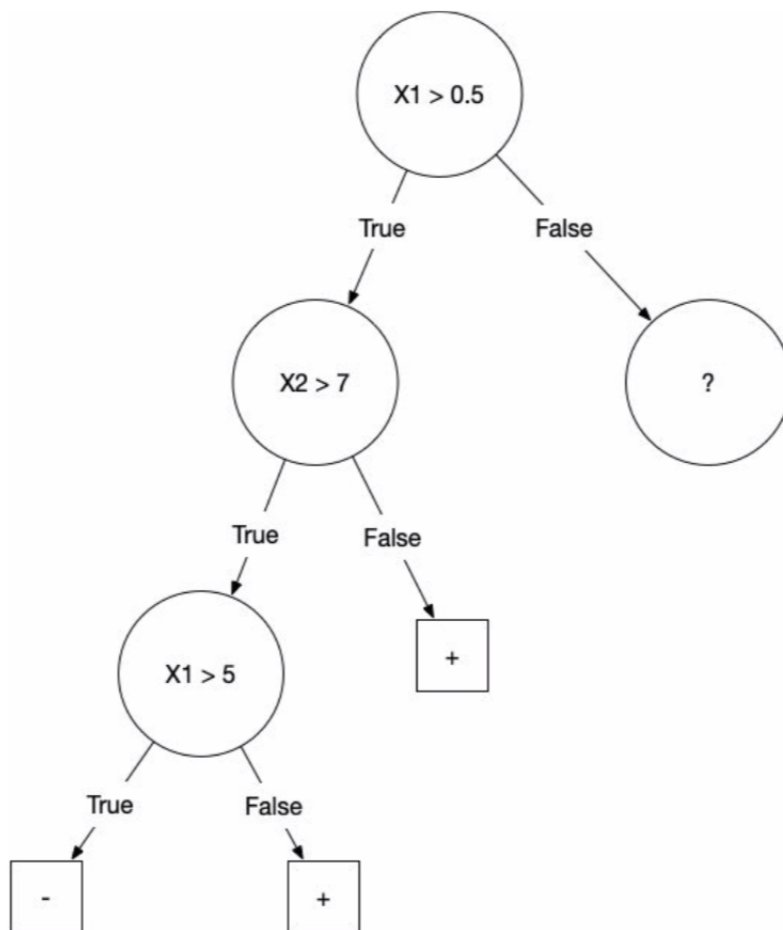 X1 > 0.5
True
False
X2 > 7
?
True
False
X1 > 5
+
True
False
-
+